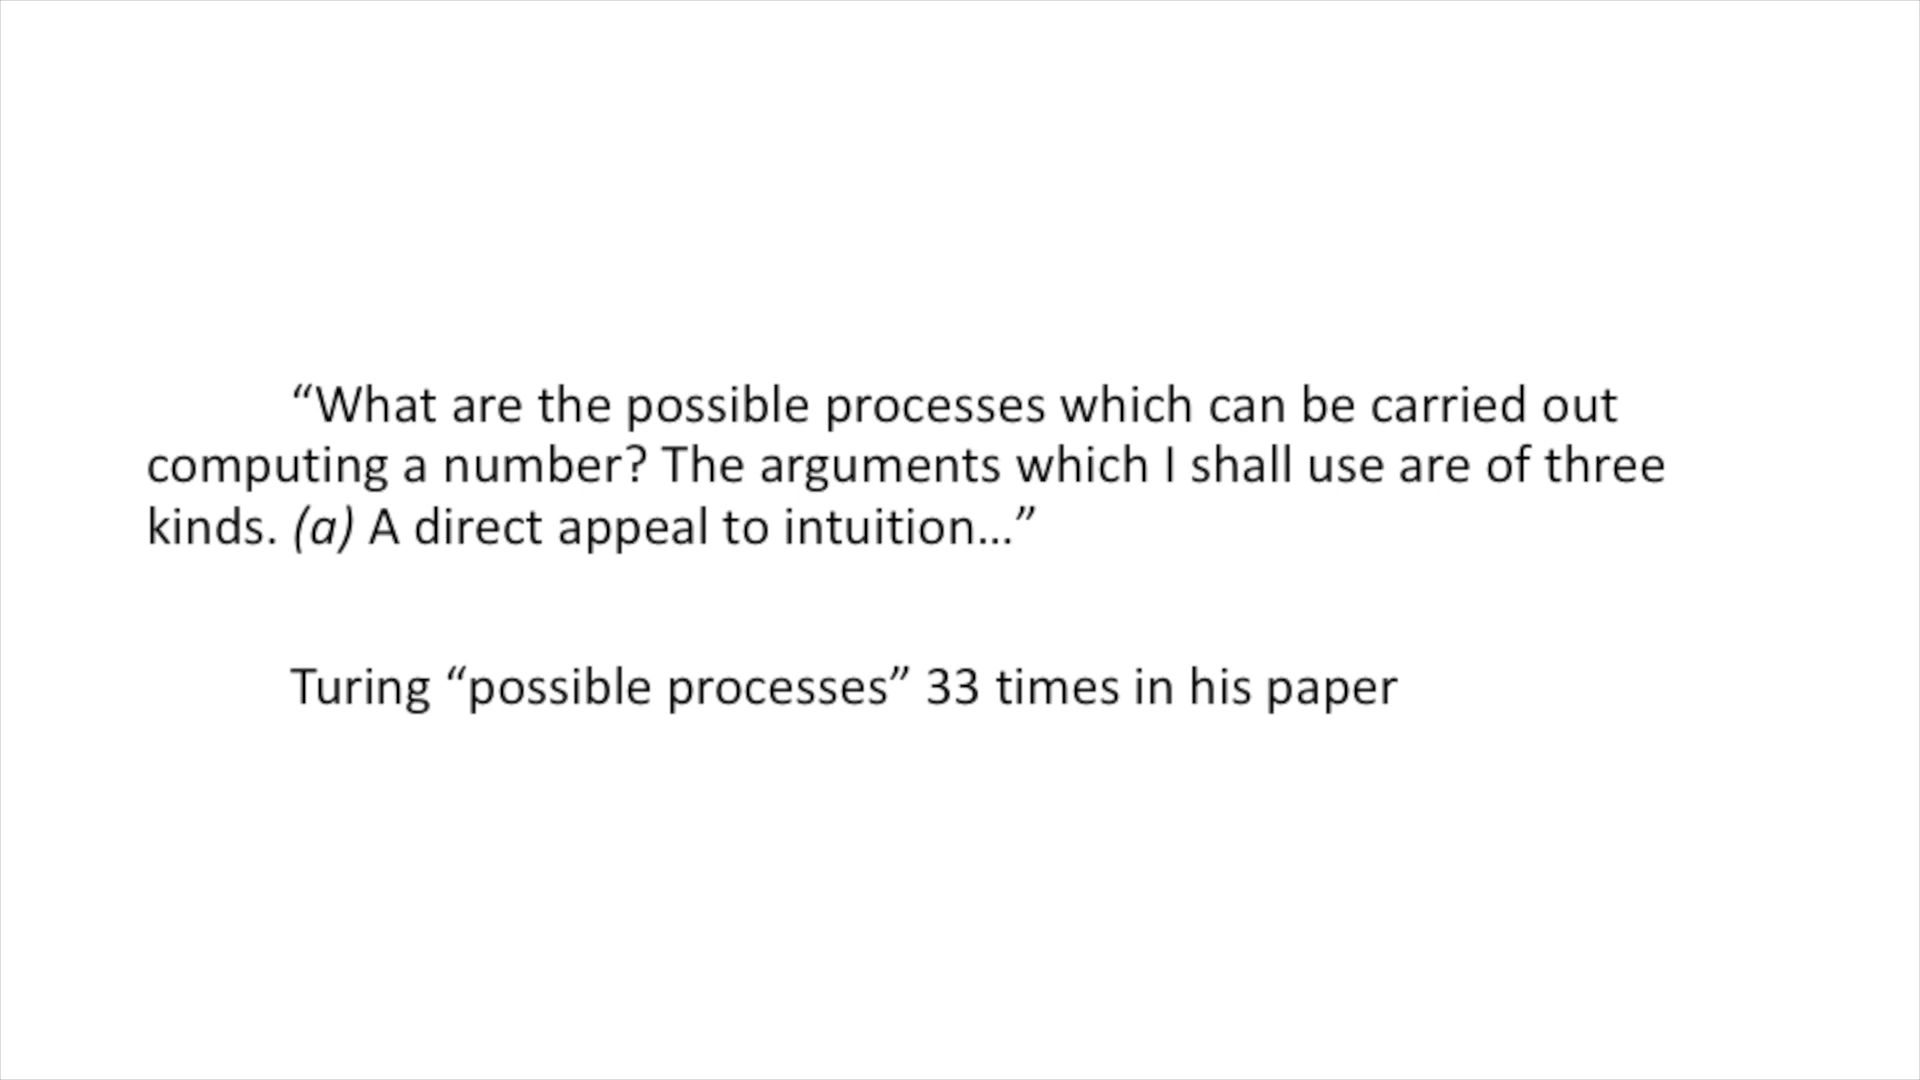 “What are the possible processes which can be carried out
computing a number? The arguments which I shall use are of three
kinds. (a) A direct appeal to intuition…”
Turing “possible processes” 33 times in his paper